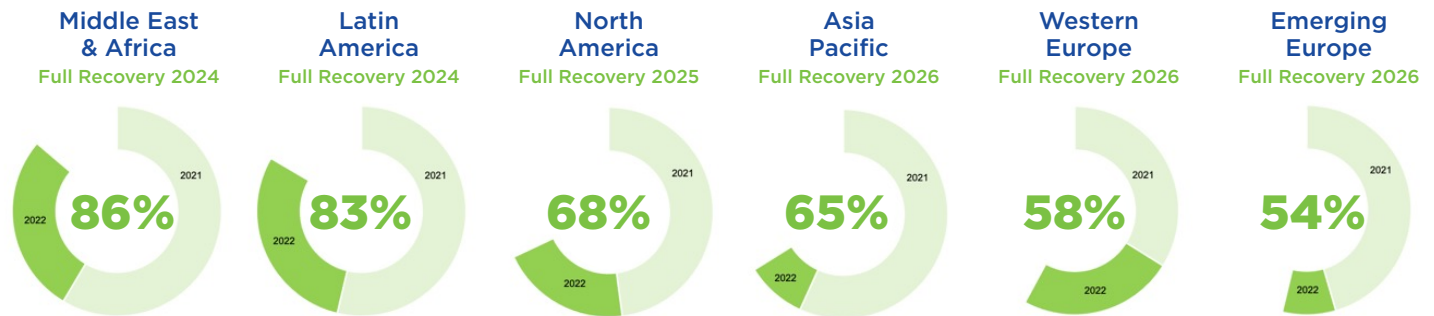 Middle East
& Africa
Full Recovery 2024
2021
2022
86%
Latin
America
Full Recovery 2024
2021
2022
83%
North
America
Full Recovery 2025
2021
2022
68%
Asia
Pacific
Full Recovery 2026
2021
2022
65%
Western
Europe
Full Recovery 2026
2021
2022
58%
Emerging
Europe
Full Recovery 2026
2021
2022
54%